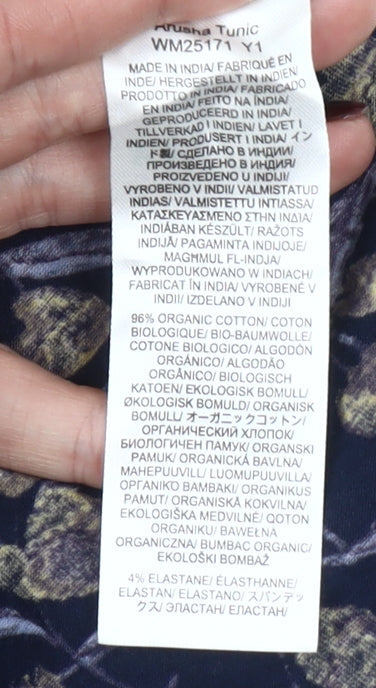 Arusha Tunic
WM25171 Y1
MADE IN INDIA/ FABRIQUÉ EN
INDE/ HERGESTELLT IN INDIEN/
PRODOTTO IN INDIA/ FABRICADO
EN INDIA/ FEITO NA ÍNDIA/
GEPRODUCEERD IN INDIA/
TILLVERKAD I INDIEN/ LAVET I
INDIEN/ PRODUSERT I INDIA/ イン
ド製/ СДЕЛАНО В ИНДИИ/
ПРОИЗВЕДЕНО В ИНДИЯ/
PROIZVEDENO U INDIJI/
VYROBENO V INDII/ VALMISTATUD
INDIAS/ VALMISTETTU INTIASSA/
ΚΑΤΑΣΚΕΥΑΣΜΕΝΟ ΣΤΗΝ ΙΝΔΙΑ/
INDIÁBAN KÉSZÜLT/ RAŽOTS
INDIJĀ/ PAGAMINTA INDIJOJE/
MAGĦMUL FL-INDJA/
WYPRODUKOWANO W INDIACH/
FABRICAT ÎN INDIA/ VYROBENÉ V
INDII/ IZDELANO V INDIJI
96% ORGANIC COTTON/ COTON
BIOLOGIQUE/ BIO-BAUMWOLLE/
COTONE BIOLOGICO/ ALGODÓN
ORGÁNICO/ ALGODÃO
ORGÂNICO/ BIOLOGISCH
KATOEN/ EKOLOGISK BOMULL/
ØKOLOGISK BOMULD/ ORGANISK
BOMULL/ オーガニックコットン/
ОРГАНИЧЕСКИЙ ХЛОПОК/
БИОЛОГИЧЕН ПАМУК/ ORGANSKI
PAMUK/ ORGANICKÁ BAVLNA/
MAHEPUUVILL/ LUOMUPUUVILLA/
ΟΡΓΑΝΙΚΟ ΒΑΜΒΑΚΙ/ ORGANIKUS
PAMUT/ ORGANISKĀ KOKVILNA/
EKOLOGIŠKA MEDVILNĖ/ QOTON
ORGANIKU/ BAWEŁNA
ORGANICZNA/ BUMBAC ORGANIC/
EKOLOŠKI BOMBAŽ
4% ELASTANE/ ÉLASTHANNE/
ELASTAN/ ELASTANO/ スパンデッ
クス/ ЭЛАСТАН/ ЕЛАСТАН/